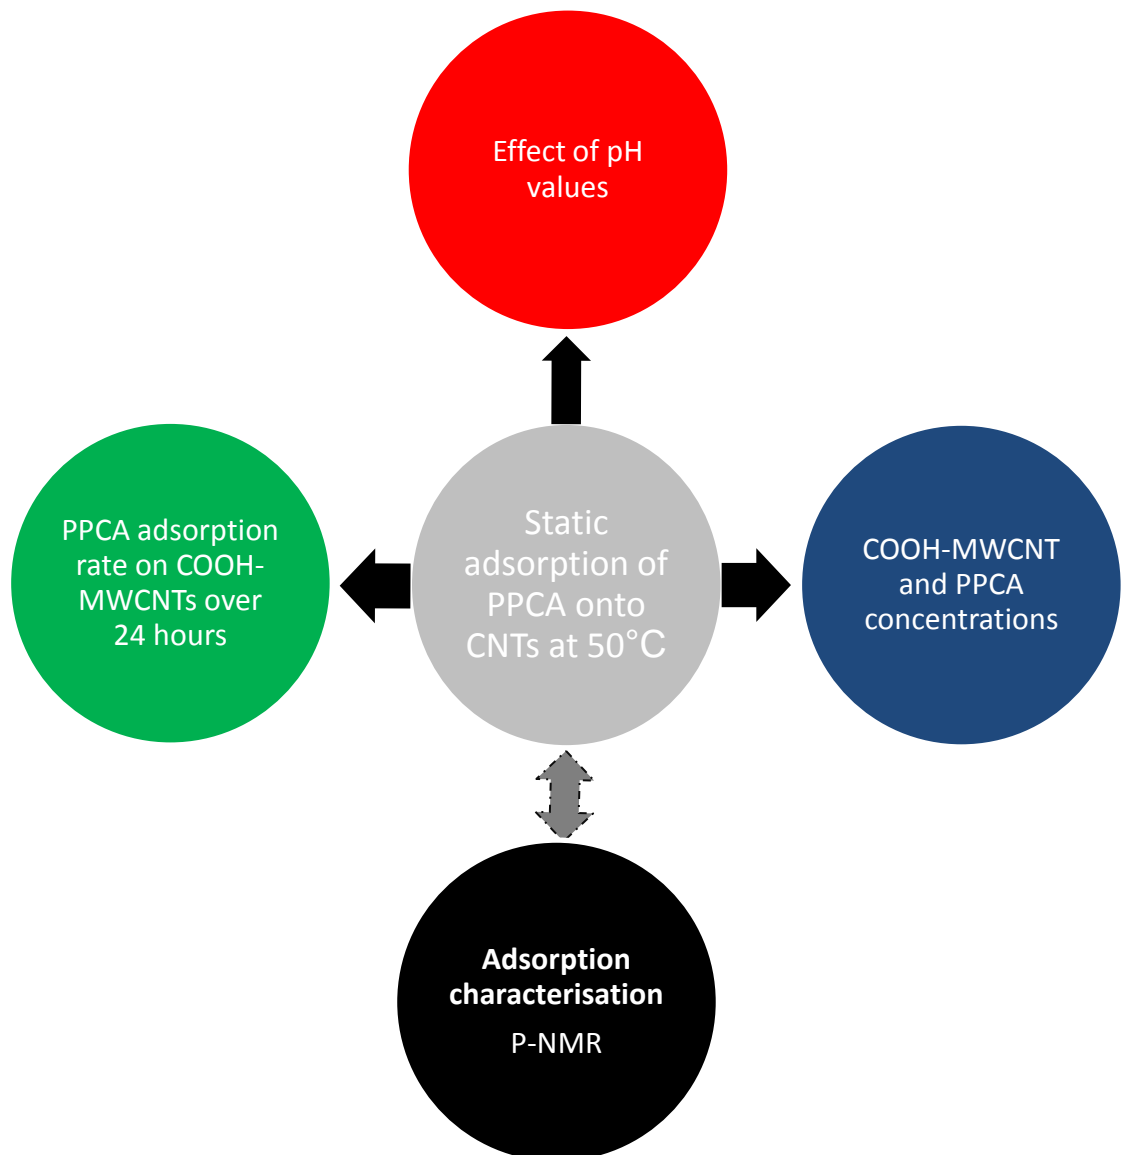 Effect of pH
values
PPCA adsorption
rate on COOH-
MWCNTs over
24 hours
Static
adsorption of
PPCA onto
CNTs at 50°C
COOH-MWCNT
and PPCA
concentrations
Adsorption
characterisation
P-NMR